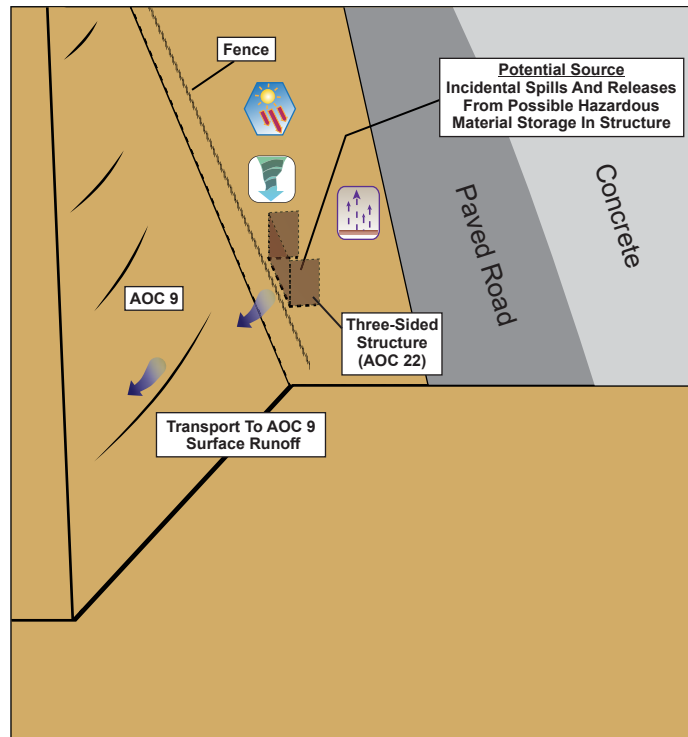 Fence
Potential Source
Incidental Spills And Releases
From Possible Hazardous
Material Storage In Structure
Paved Road
Concrete
AOC 9
Three-Sided
Structure
(AOC 22)
Transport To AOC 9
Surface Runoff